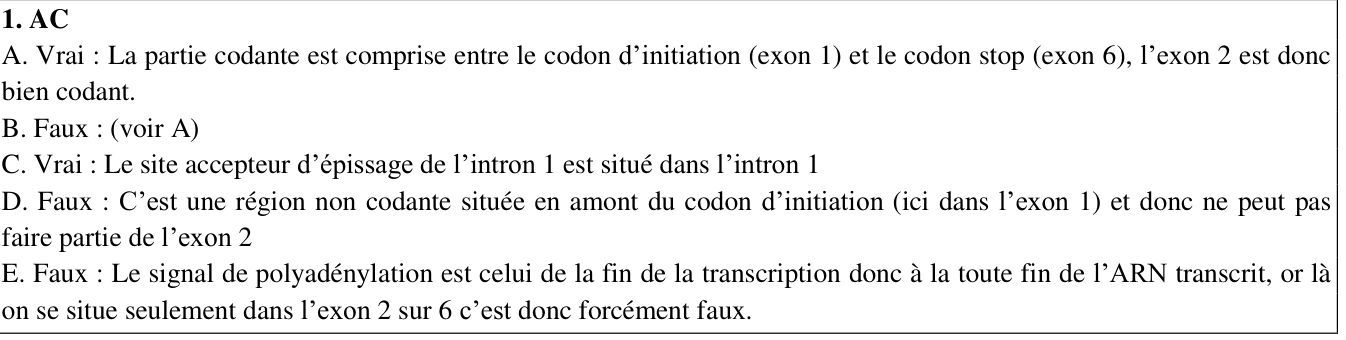 1. AC
A. Vrai : La partie codante est comprise entre le codon d’initiation (exon 1) et le codon stop (exon 6), l’exon 2 est donc
bien codant.
B. Faux : (voir A)
C. Vrai : Le site accepteur d’épissage de l’intron 1 est situé dans l’intron 1
D. Faux : C’est une région non codante située en amont du codon d’initiation (ici dans l’exon 1) et donc ne peut pas
faire partie de l’exon 2
E. Faux : Le signal de polyadénylation est celui de la fin de la transcription donc à la toute fin de l’ARN transcrit, or là
on se situe seulement dans l’exon 2 sur 6 c’est donc forcément faux.